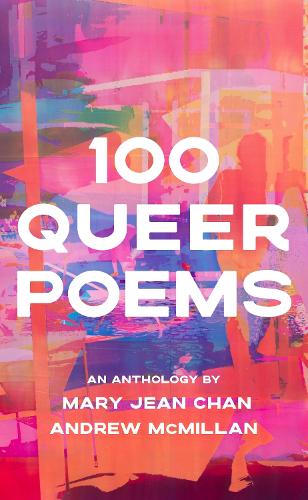 100
QUEER
POEMS
AN ANTHOLOGY BY
MARY JEAN CHAN
ANDREW McMILLAN